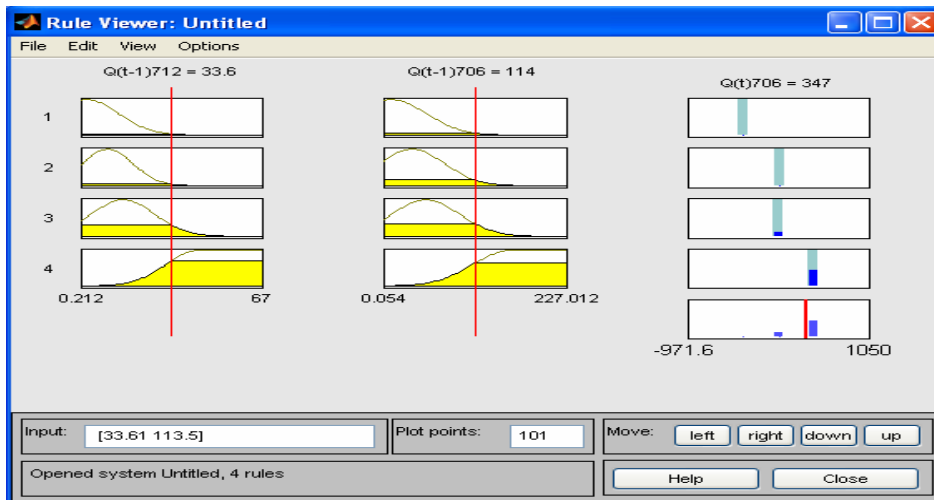 Rule Viewer: Untitled
File Edit View Options
Q(t-1)712 = 33.6
Q(t-1)706 = 114
Q(t)706 = 347
1
2
3
4
0.212
67
0.054
227.012
-971.6
1050
Input:
[33.61 113.5]
Plot points:
101
Move:
left
right
down
up
Opened system Untitled, 4 rules
Help
Close